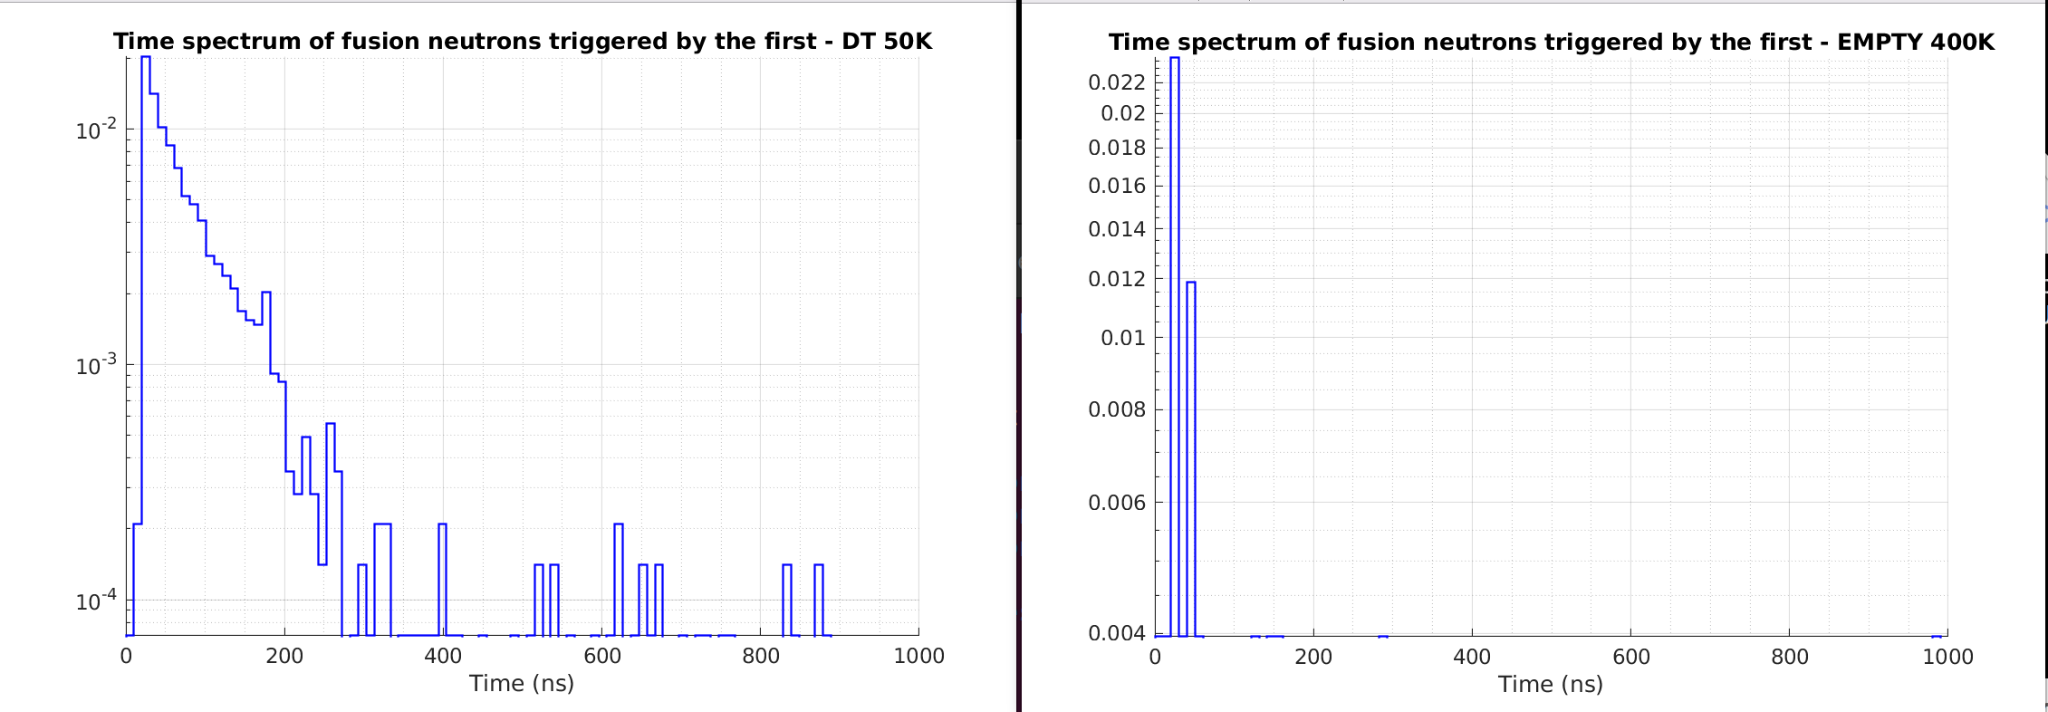 Time spectrum of fusion neutrons triggered by the first - DT 50K
10-2
10-3
10-4
0 200 400 600 800 1000
Time (ns)
Time spectrum of fusion neutrons triggered by the first - EMPTY 400K
0.022
0.02
0.018
0.016
0.014
0.012
0.01
0.008
0.006
0.004
0 200 400 600 800 1000
Time (ns)